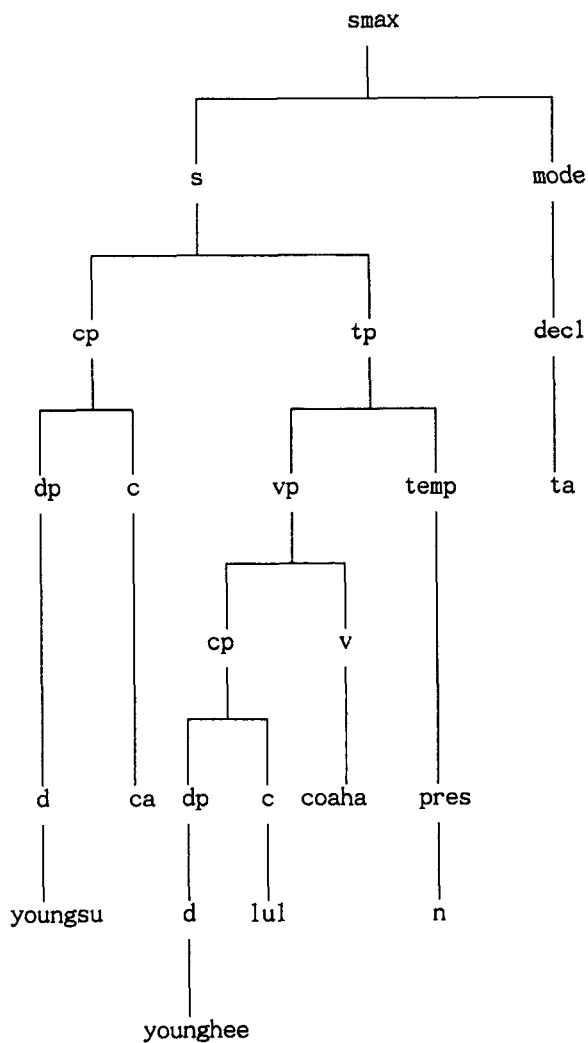 smax
s mode
cp tp decl
dp c vp temp ta
cp v
d ca dp c coaha pres
youngsu d lul n
younghee